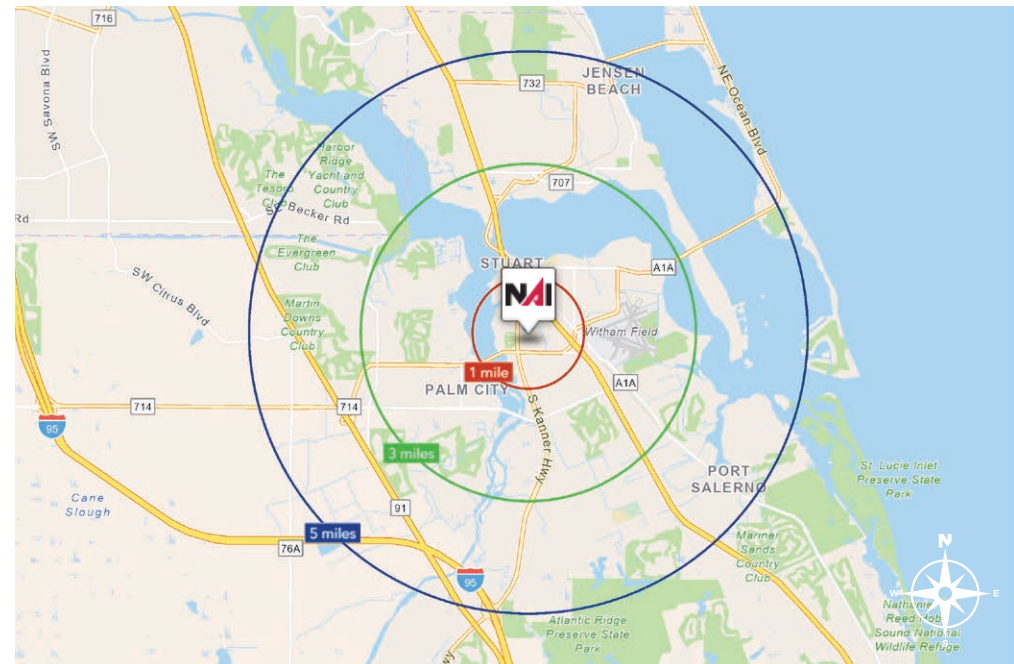 716
SW Savona Blvd
JENSEN
BEACH
732
NE Ocean Blvd
Harbor
Ridge
Yacht and
Country
Club
The
Tesoro
Club
707
SE Becker Rd
Rd
The
Evergreen
Club
STUART
A1A
SW Citrus Blvd
NAI
Martin
Downs
Country
Club
Witham Field
1 mile
PALM CITY
A1A
714
714
S Kanner Hwy
95
3 miles
PORT
SALERNO
St. Lucie Inlet
Preserve State
Park
Cane
Slough
91
5 miles
76A
Mariner
Sands
Country
Club
N
W
E
S
95
Atlantic Ridge
Preserve State
Park
Nathaniel
Reed Hobe
Sound National
Wildlife Refuge
wy